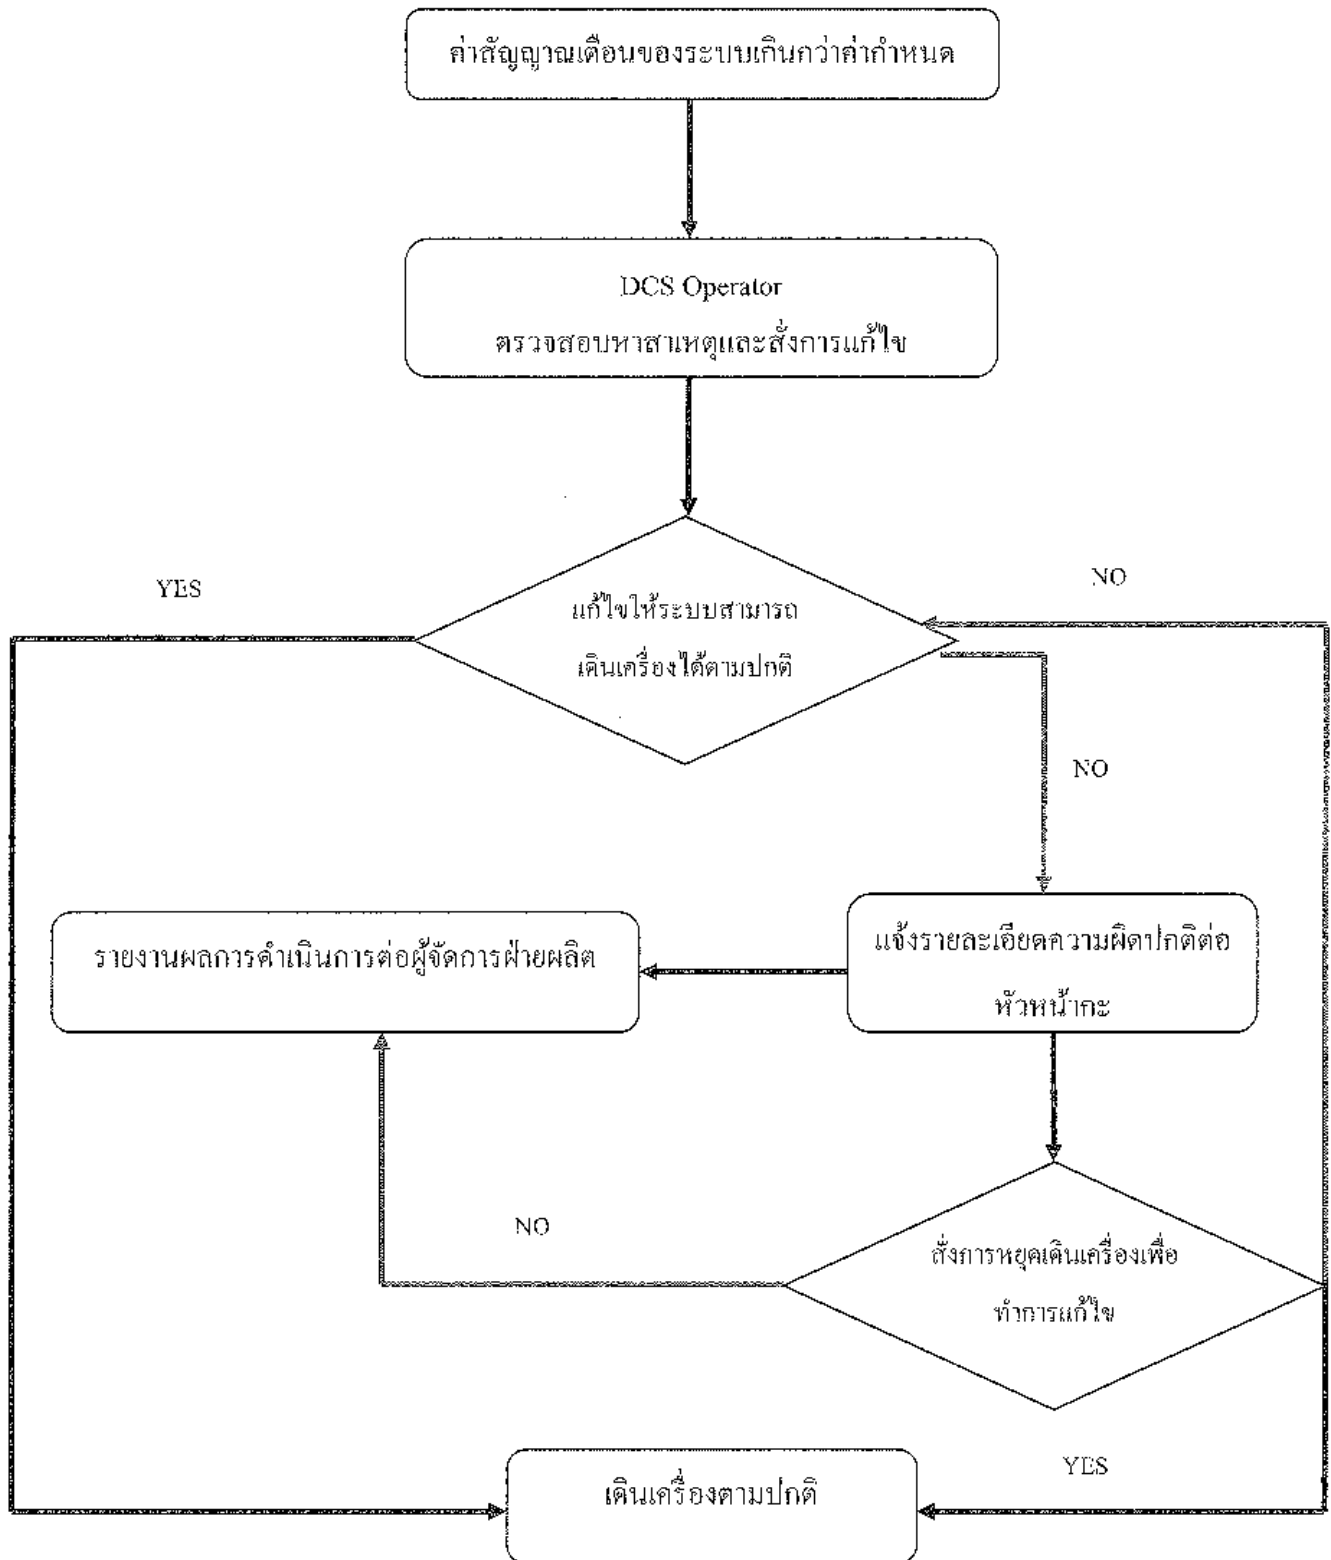 ค่าสัญญาณเตือนของระบบเกินกว่าค่ากำหนด
DCS Operator
ตรวจสอบหาสาเหตุและสั่งการแก้ไข
YES
NO
แก้ไขให้ระบบสามารถ
เดินเครื่องได้ตามปกติ
NO
รายงานผลการดำเนินการต่อผู้จัดการฝ่ายผลิต
แจ้งรายละเอียดความผิดปกติต่อ
หัวหน้ากะ
NO
สั่งการหยุดเดินเครื่องเพื่อ
ทำการแก้ไข
YES
เดินเครื่องตามปกติ